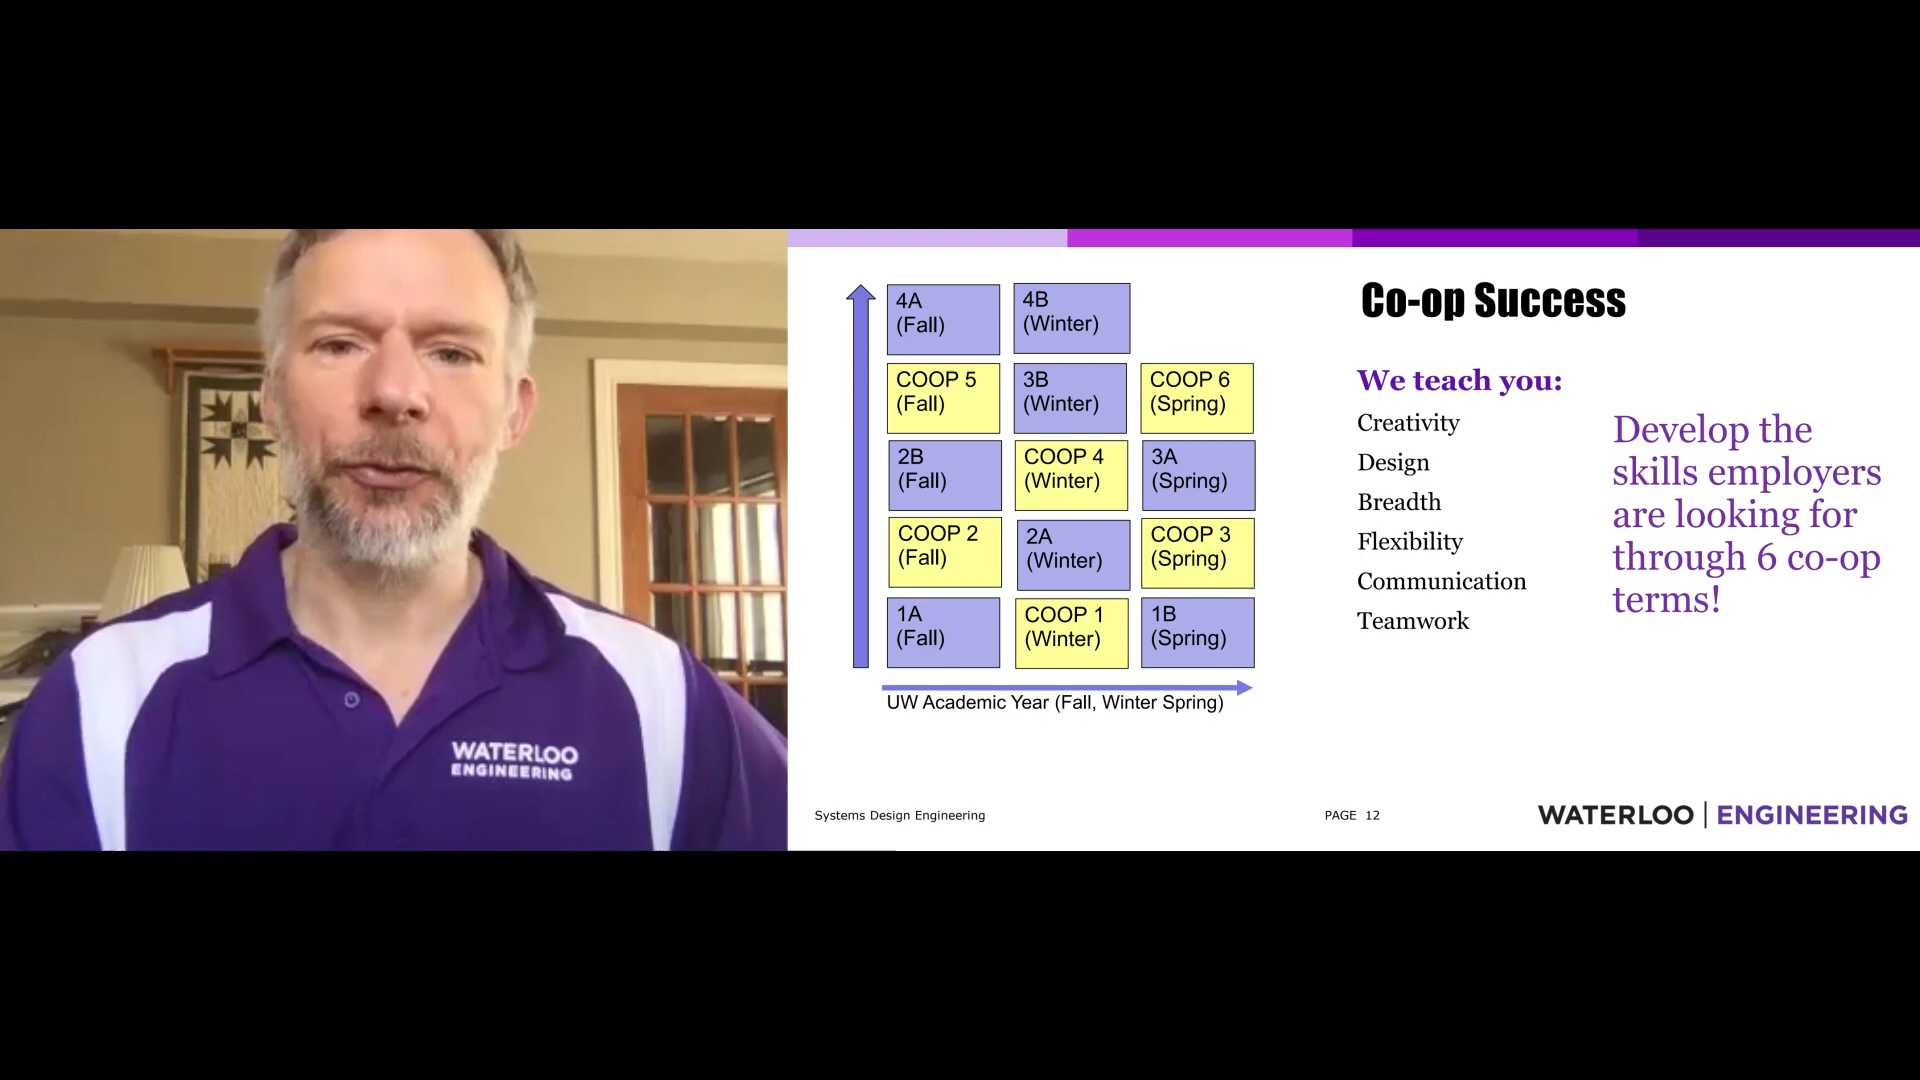 WATERLOO
ENGINEERING
4A
(Fall)
4B
(Winter)
COOP 5
(Fall)
3B
(Winter)
COOP 6
(Spring)
2B
(Fall)
COOP 4
(Winter)
3A
(Spring)
COOP 2
(Fall)
2A
(Winter)
COOP 3
(Spring)
1A
(Fall)
COOP 1
(Winter)
1B
(Spring)
UW Academic Year (Fall, Winter Spring)
Co-op Success
We teach you:
Creativity
Design
Breadth
Flexibility
Communication
Teamwork
Develop the
skills employers
are looking for
through 6 co-op
terms!
Systems Design Engineering
PAGE 12
WATERLOO | ENGINEERING